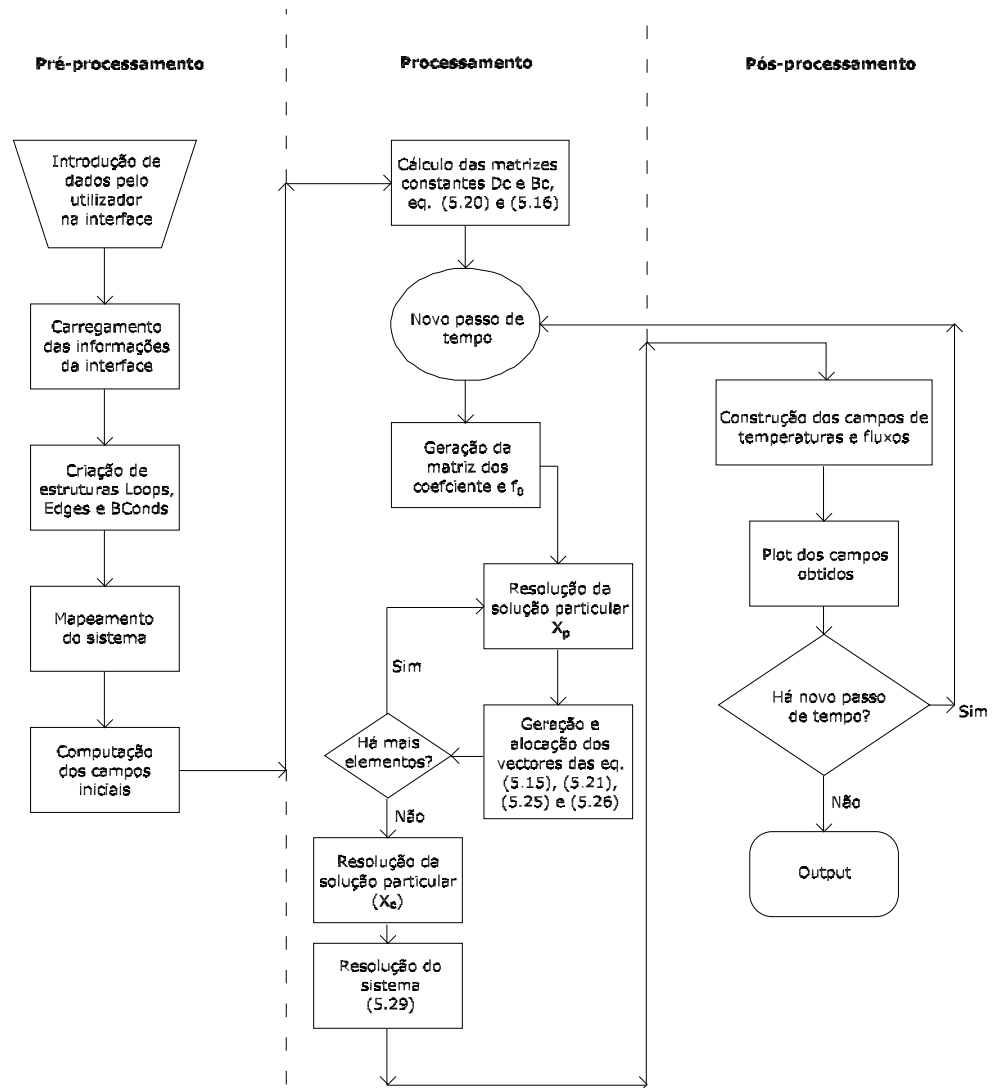 Pré-processamento
Processamento
Pós-processamento
Introdução de
dados pelo
utilizador
na interface
Carregamento
das informações
da interface
Criação de
estruturas Loops,
Edges e BConds
Mapeamento
do sistema
Computação
dos campos
iniciais
Cálculo das matrizes
constantes Dc e Bc,
eq. (5.20) e (5.16)
Novo passo de
tempo
Geração da
matriz dos
coefciente e f₀
Resolução da
solução particular
Xₚ
Sim
Geração e
alocação dos
vectores das eq.
(5.15), (5.21),
(5.25) e (5.26)
Há mais
elementos?
Não
Resolução da
solução particular
(Xc)
Resolução do
sistema
(5.29)
Construção dos campos de
temperaturas e fluxos
Plot dos campos
obtidos
Há novo passo
de tempo?
Sim
Não
Output